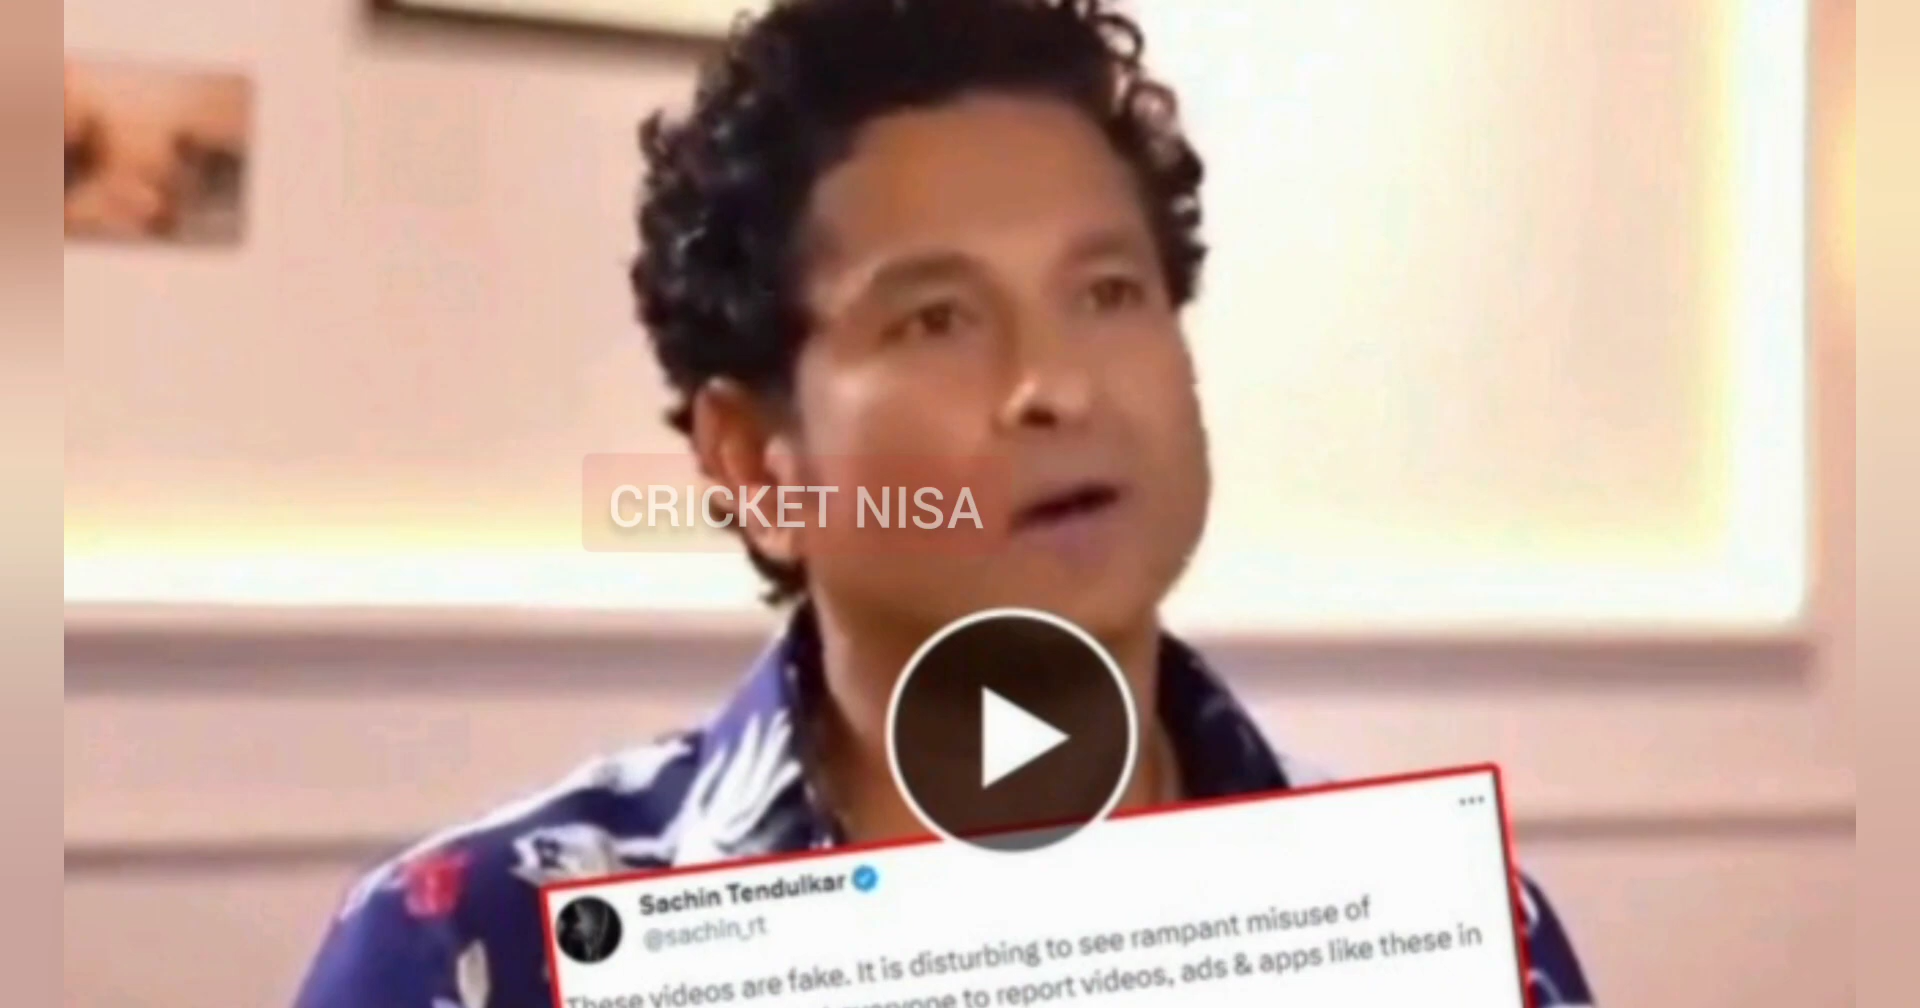 CRICKET NISA
Sachin Tendulkar
@sachin_rt
These videos are fake. It is disturbing to see rampant misuse of
everyone to report videos, ads & apps like these in